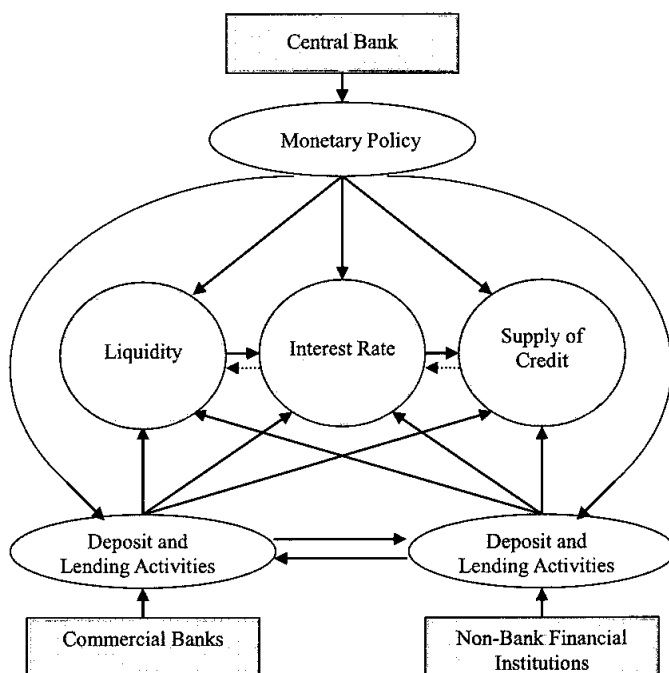 Central Bank
Monetary Policy
Liquidity
Interest Rate
Supply of
Credit
Deposit and
Lending Activities
Deposit and
Lending Activities
Commercial Banks
Non-Bank Financial
Institutions